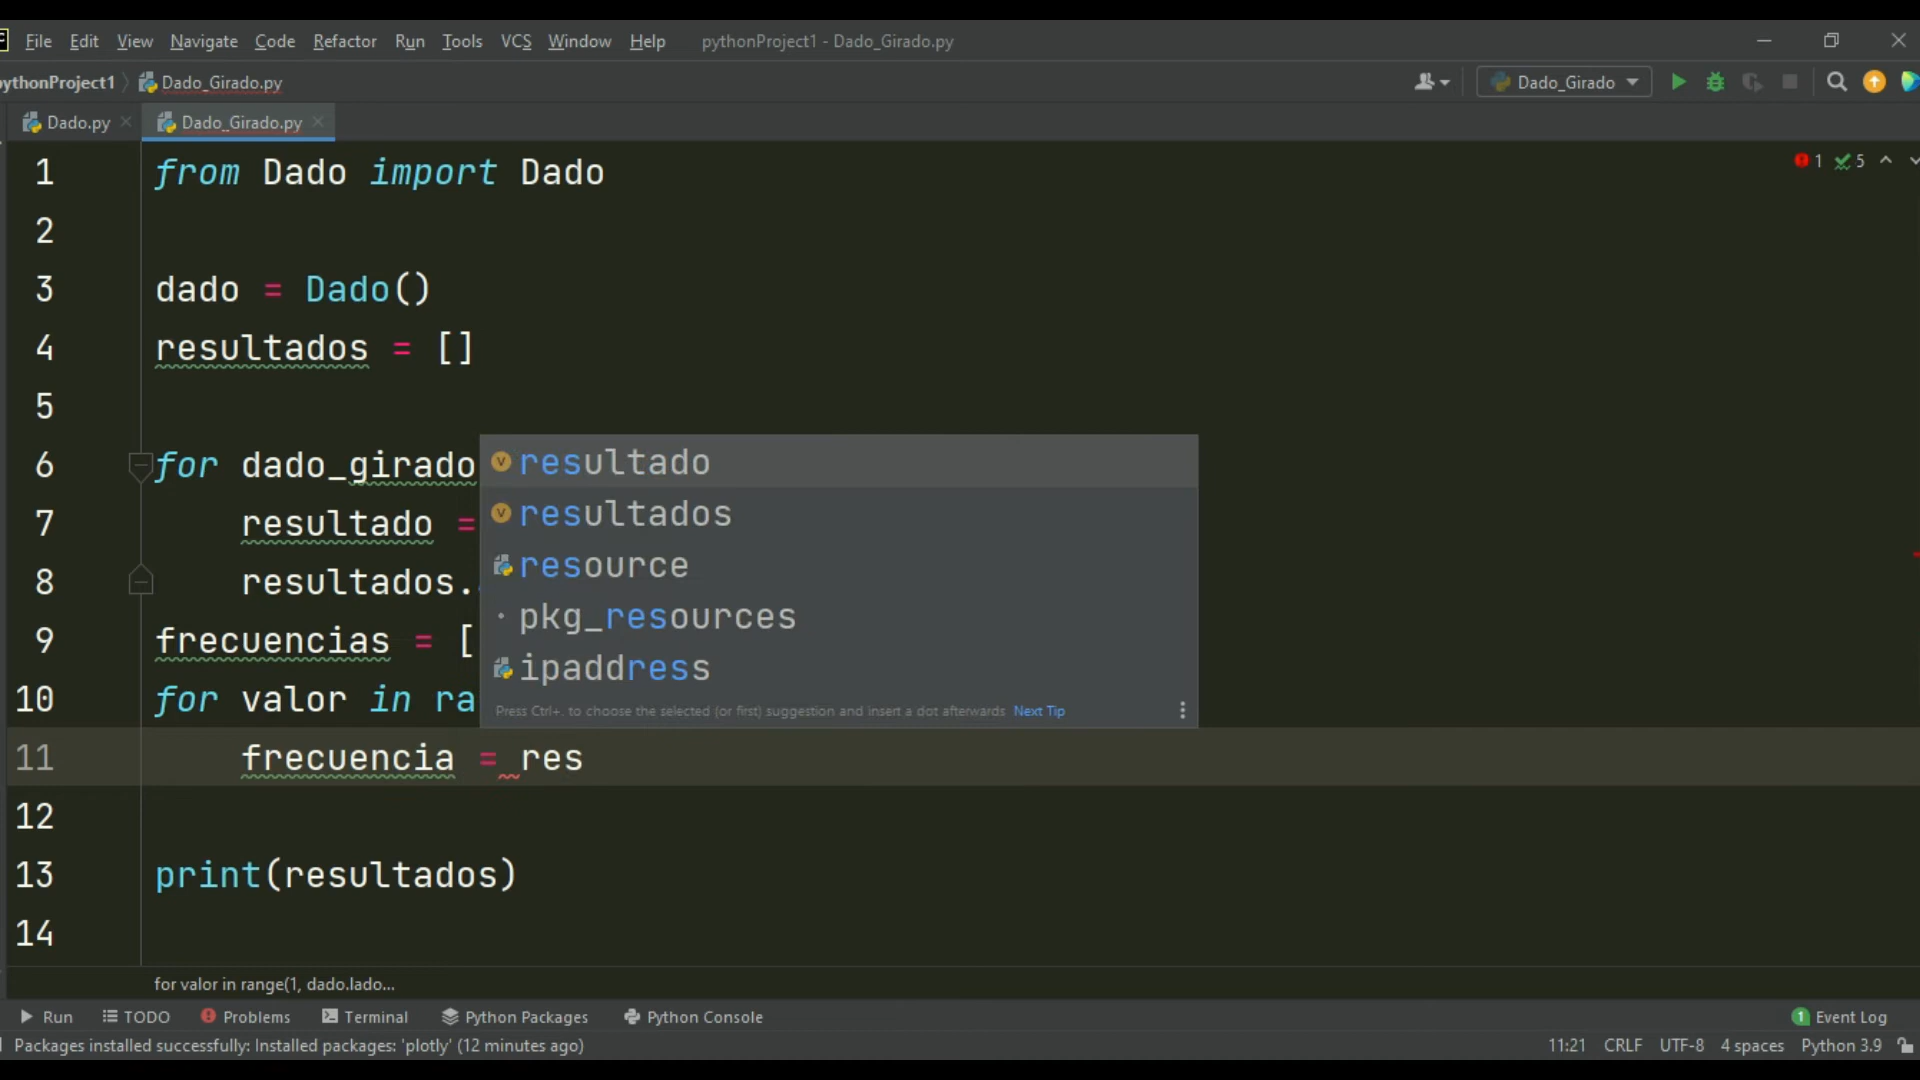 File Edit View Navigate Code Refactor Run Tools VCS Window Help pythonProject1 - Dado_Girado.py
pythonProject1 Dado_Girado.py Dado_Girado
Dado.py Dado_Girado.py
1 from Dado import Dado
1 5
2
3 dado = Dado()
4 resultados = []
5
6 for dado_girado
7 resultado =
8 resultados.
9 frecuencias = [
10 for valor in ra
resultado
resultados
resource
pkg_resources
ipaddress
Press Ctrl+. to choose the selected (or first) suggestion and insert a dot afterwards Next Tip
11 frecuencia = res
12
13 print(resultados)
14
for valor in range(1, dado.lado...
Run TODO Problems Terminal Python Packages Python Console 1 Event Log
Packages installed successfully: Installed packages: 'plotly' (12 minutes ago) 11:21 CRLF UTF-8 4 spaces Python 3.9